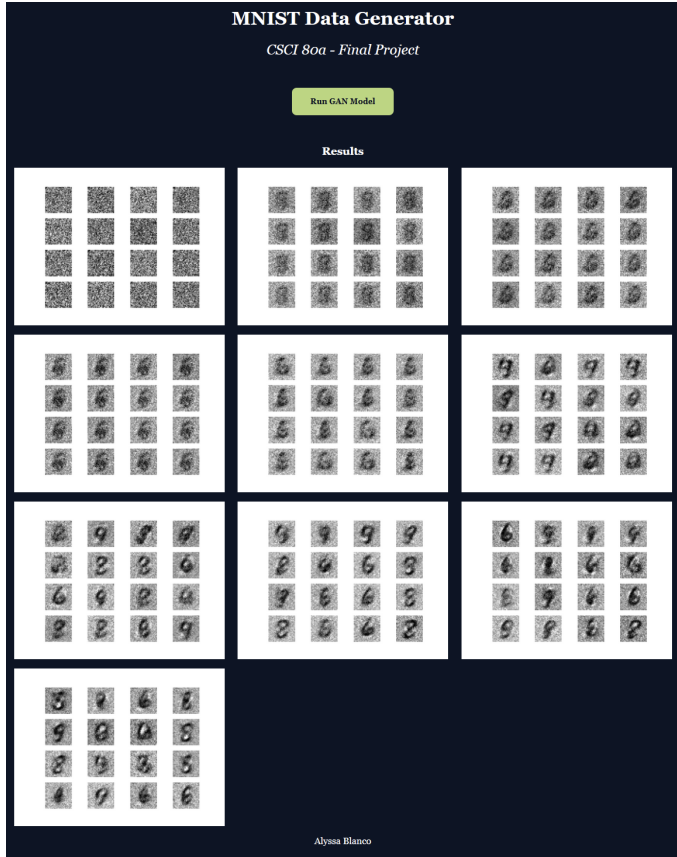 MNIST Data Generator
CSCI 80a - Final Project
Run GAN Model
Results
Alyssa Blanco